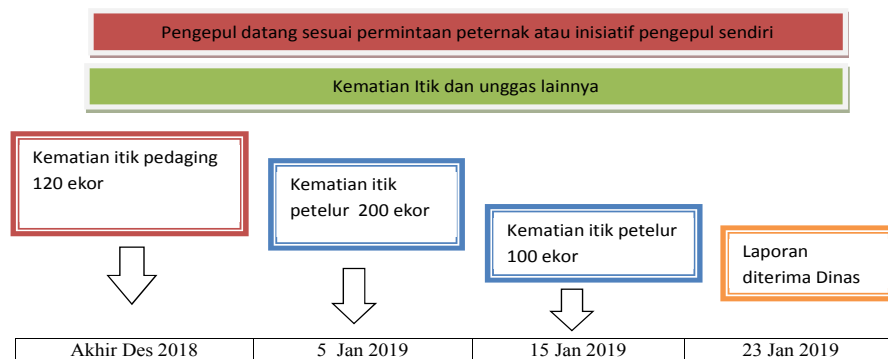 Pengepul datang sesuai permintaan peternak atau inisiatif pengepul sendiri
Kematian Itik dan unggas lainnya
Kematian itik pedaging
120 ekor
Kematian itik
petelur 200 ekor
Kematian itik petelur
100 ekor
Laporan
diterima Dinas
Akhir Des 2018
5 Jan 2019
15 Jan 2019
23 Jan 2019